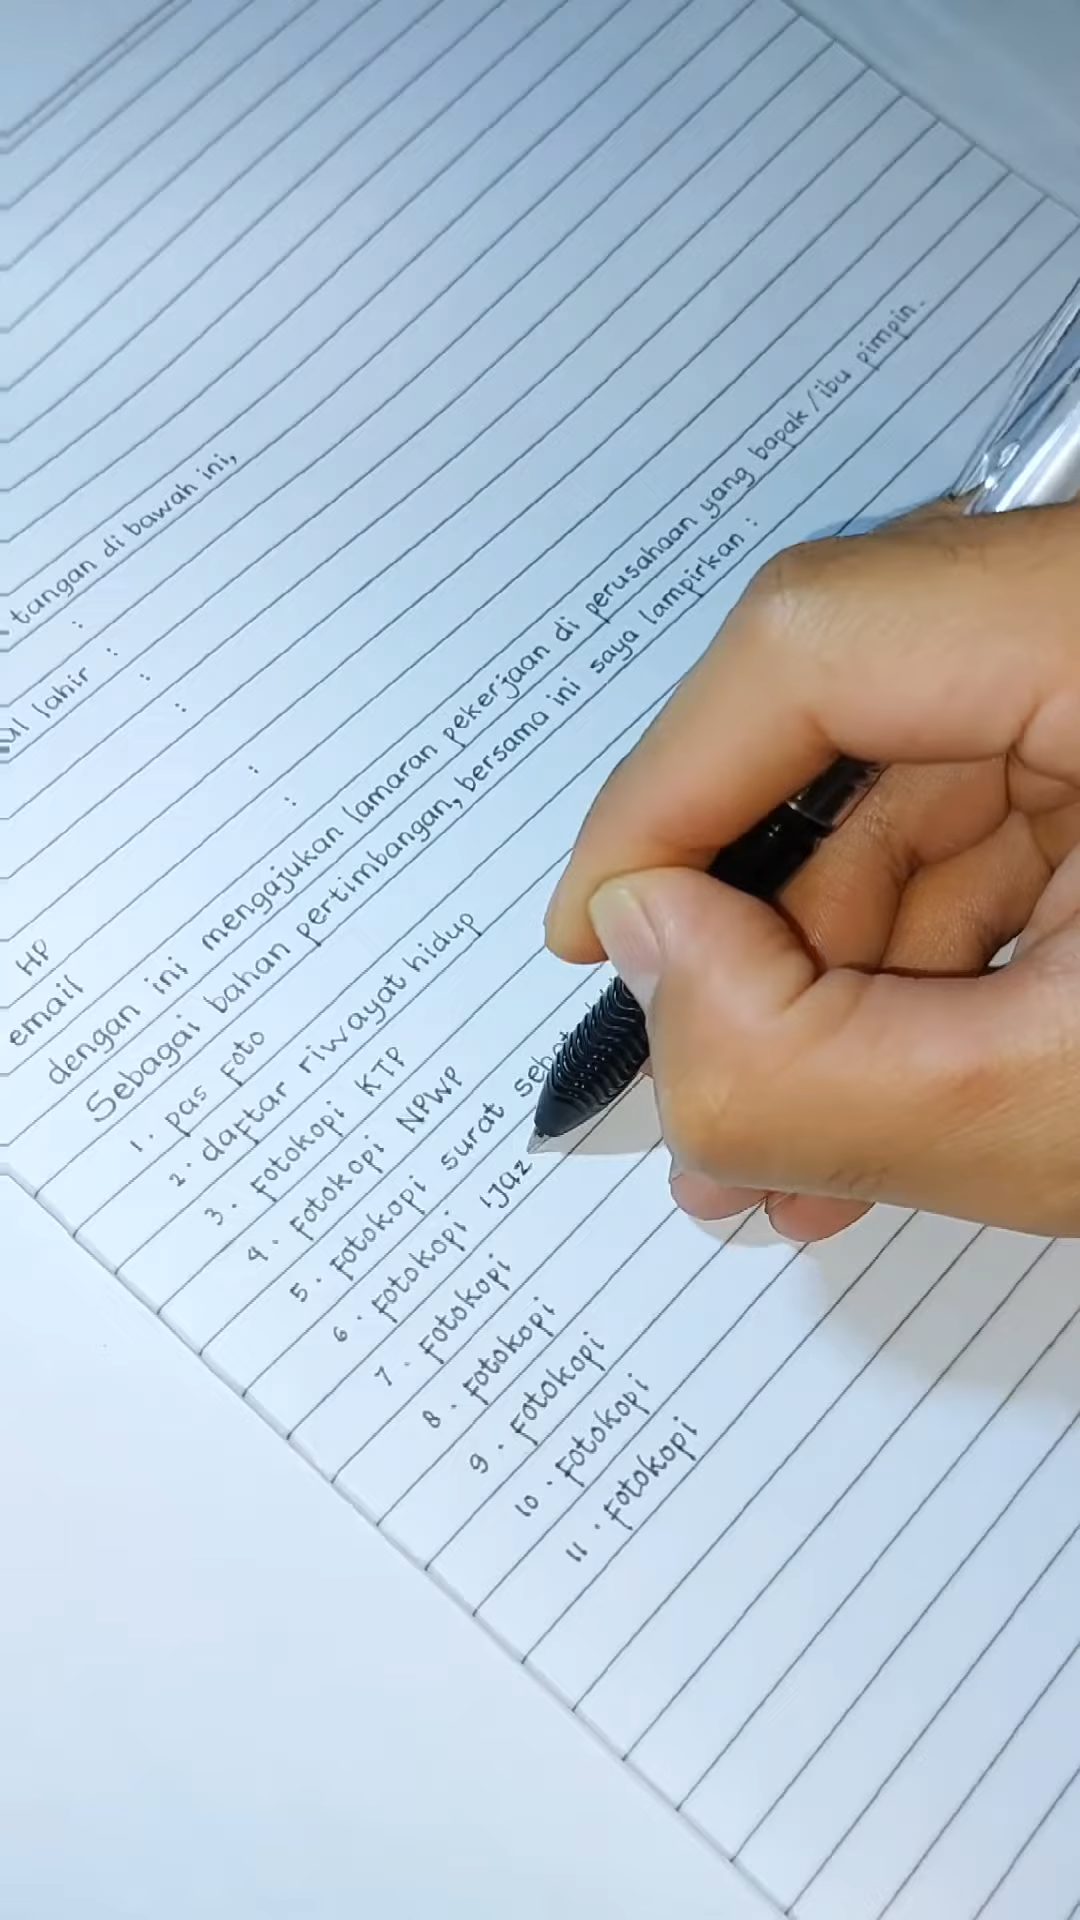 tangan di bawah ini,
:
lahir :
:
:
:
HP :
email
dengan ini mengajukan lamaran pekerjaan di perusahaan yang bapak / ibu pimpin.
Sebagai bahan pertimbangan, bersama ini saya lampirkan :
1. pas foto
2. daftar riwayat hidup
3. Fotokopi KTP
4. Fotokopi NPWP
5. Fotokopi surat
6. Fotokopi ijaz
7. Fotokopi
8. Fotokopi
9. Fotokopi
10. Fotokopi
11. Fotokopi